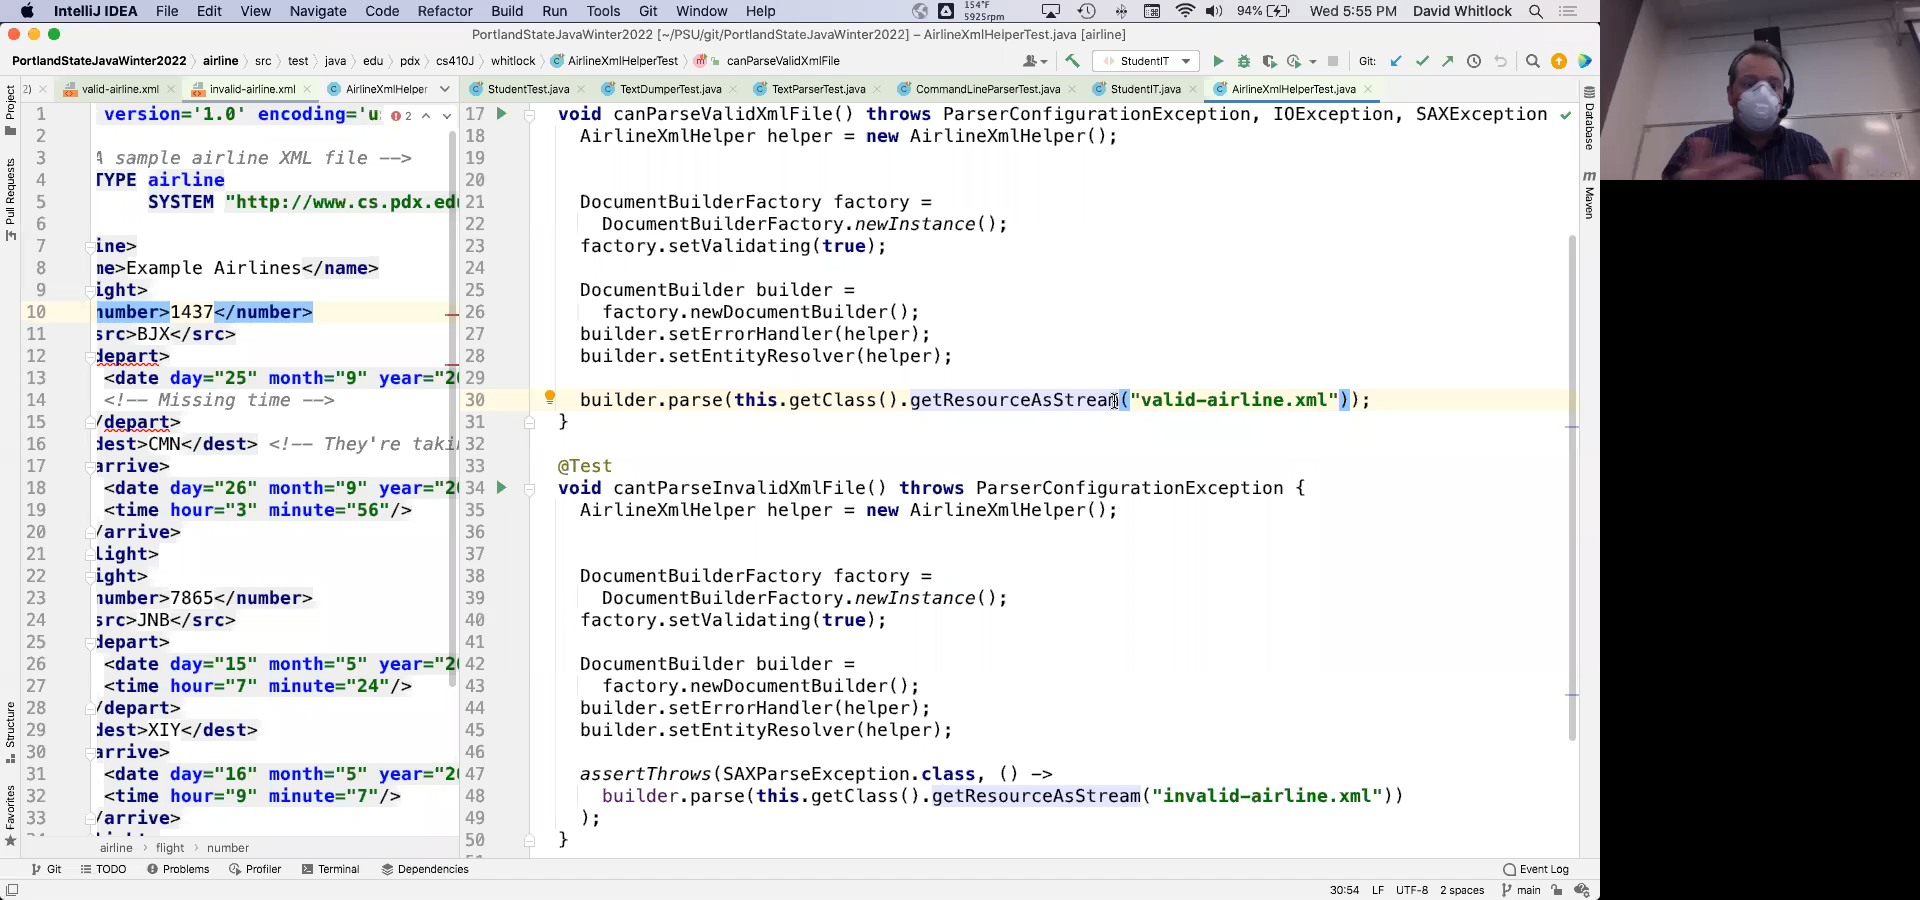 IntelliJ IDEA File Edit View Navigate Code Refactor Build Run Tools Git Window Help 154°F 5925rpm 94% Wed 5:55 PM David Whitlock
PortlandStateJavaWinter2022 [~/PSU/git/PortlandStateJavaWinter2022] – AirlineXmlHelperTest.java [airline]
PortlandStateJavaWinter2022 airline src test java edu pdx cs410J whitlock AirlineXmlHelperTest canParseValidXmlFile StudentIT Git:
2) valid-airline.xml invalid-airline.xml AirlineXmlHelper StudentTest.java TextDumperTest.java TextParserTest.java CommandLineParserTest.java StudentIT.java AirlineXmlHelperTest.java
Project
Pull Requests
Structure
Favorites
1 version='1.0' encoding='u 2
2
3 A sample airline XML file -->
4 TYPE airline
5 SYSTEM "http://www.cs.pdx.ed
6
7 ine>
8 me>Example Airlines</name>
9 ight>
10 number>1437</number>
11 src>BJX</src>
12 depart>
13 <date day="25" month="9" year="20
14 <!-- Missing time -->
15 /depart>
16 dest>CMN</dest> <!-- They're taki
17 arrive>
18 <date day="26" month="9" year="20
19 <time hour="3" minute="56"/>
20 /arrive>
21 light>
22 ight>
23 number>7865</number>
24 src>JNB</src>
25 depart>
26 <date day="15" month="5" year="20
27 <time hour="7" minute="24"/>
28 /depart>
29 dest>XIY</dest>
30 arrive>
31 <date day="16" month="5" year="20
32 <time hour="9" minute="7"/>
33 /arrive>
airline flight number
17 void canParseValidXmlFile() throws ParserConfigurationException, IOException, SAXException
18 AirlineXmlHelper helper = new AirlineXmlHelper();
19
20
21 DocumentBuilderFactory factory =
22 DocumentBuilderFactory.newInstance();
23 factory.setValidating(true);
24
25 DocumentBuilder builder =
26 factory.newDocumentBuilder();
27 builder.setErrorHandler(helper);
28 builder.setEntityResolver(helper);
29
30 builder.parse(this.getClass().getResourceAsStream("valid-airline.xml"));
31 }
32
33 @Test
34 void cantParseInvalidXmlFile() throws ParserConfigurationException {
35 AirlineXmlHelper helper = new AirlineXmlHelper();
36
37
38 DocumentBuilderFactory factory =
39 DocumentBuilderFactory.newInstance();
40 factory.setValidating(true);
41
42 DocumentBuilder builder =
43 factory.newDocumentBuilder();
44 builder.setErrorHandler(helper);
45 builder.setEntityResolver(helper);
46
47 assertThrows(SAXParseException.class, () ->
48 builder.parse(this.getClass().getResourceAsStream("invalid-airline.xml"))
49 );
50 }
Database
Maven
Git TODO Problems Profiler Terminal Dependencies Event Log
30:54 LF UTF-8 2 spaces main